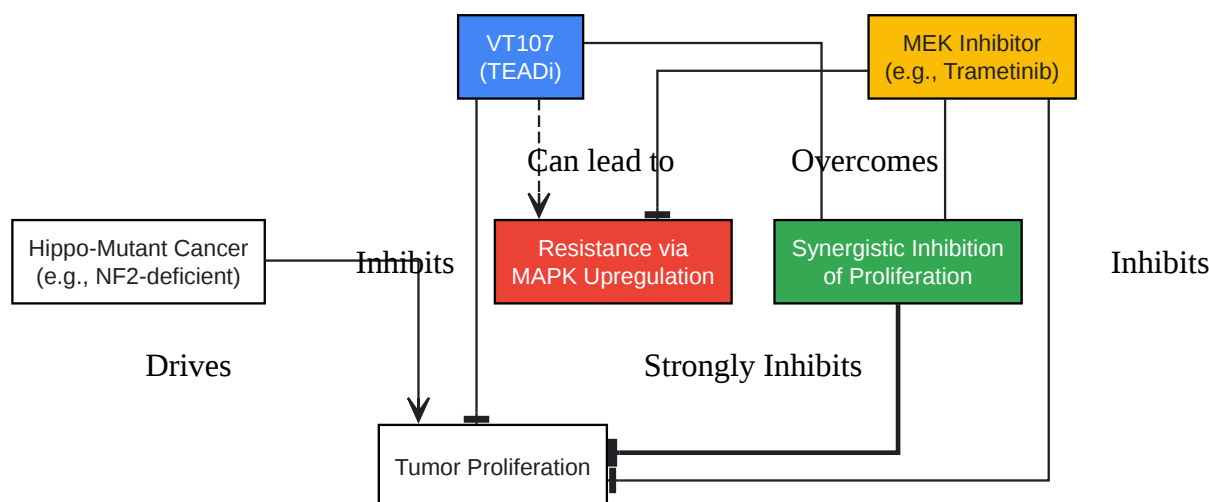 VT107
(TEADi)
MEK Inhibitor
(e.g., Trametinib)
Can lead to
Overcomes
Hippo-Mutant Cancer
(e.g., NF2-deficient)
Inhibits
Resistance via
MAPK Upregulation
Synergistic Inhibition
of Proliferation
Inhibits
Drives
Strongly Inhibits
Tumor Proliferation